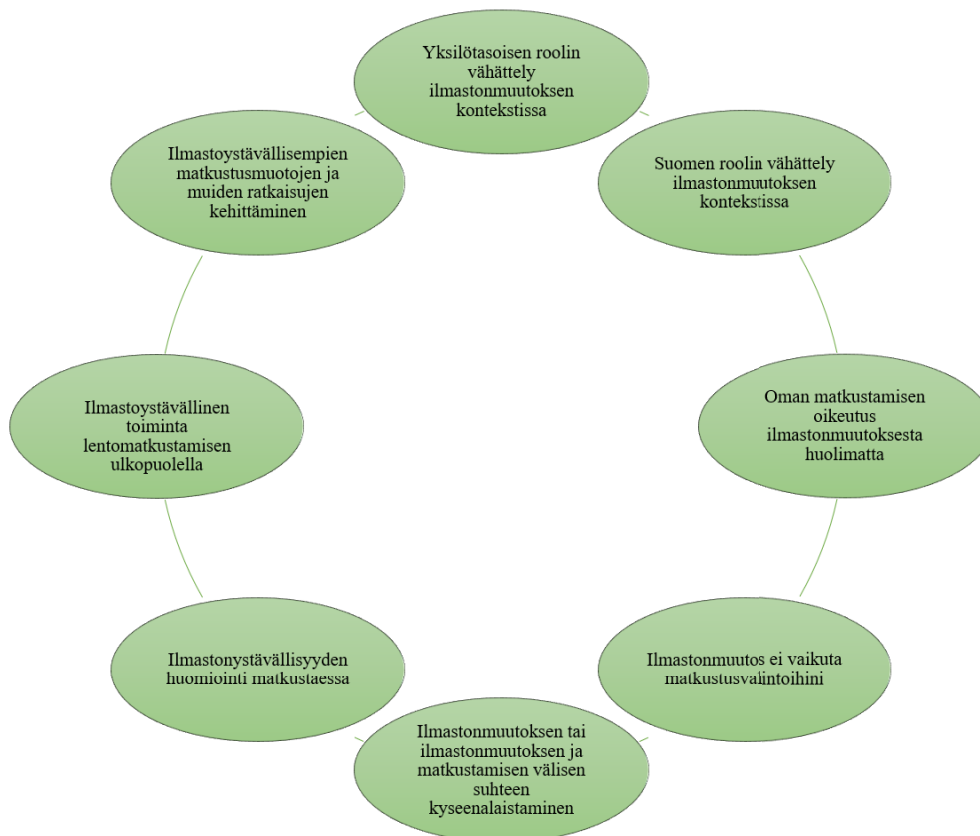 Yksilötasoisen roolin
vähättely
ilmastonmuutoksen
kontekstissa
Suomen roolin vähättely
ilmastonmuutoksen
kontekstissa
Oman matkustamisen
oikeutus
ilmastonmuutoksesta
huolimatta
Ilmastonmuutos ei vaikuta
matkustusvalintoihini
Ilmastonmuutoksen tai
ilmastonmuutoksen ja
matkustamisen välisen
suhteen
kyseenalaistaminen
Ilmastonystävällisyyden
huomiointi matkustaessa
Ilmastoystävällinen
toiminta
lentomatkustamisen
ulkopuolella
Ilmastoystävällisempien
matkustusmuotojen ja
muiden ratkaisujen
kehittäminen